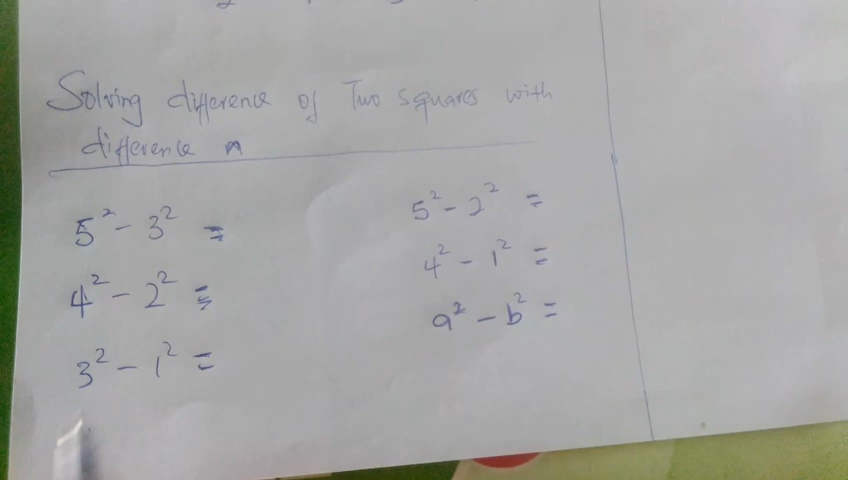 Solving difference of Two squares with
difference n
5² - 3² =
4² - 2² =
3² - 1² =
5² - 2² =
4² - 1² =
a² - b² =